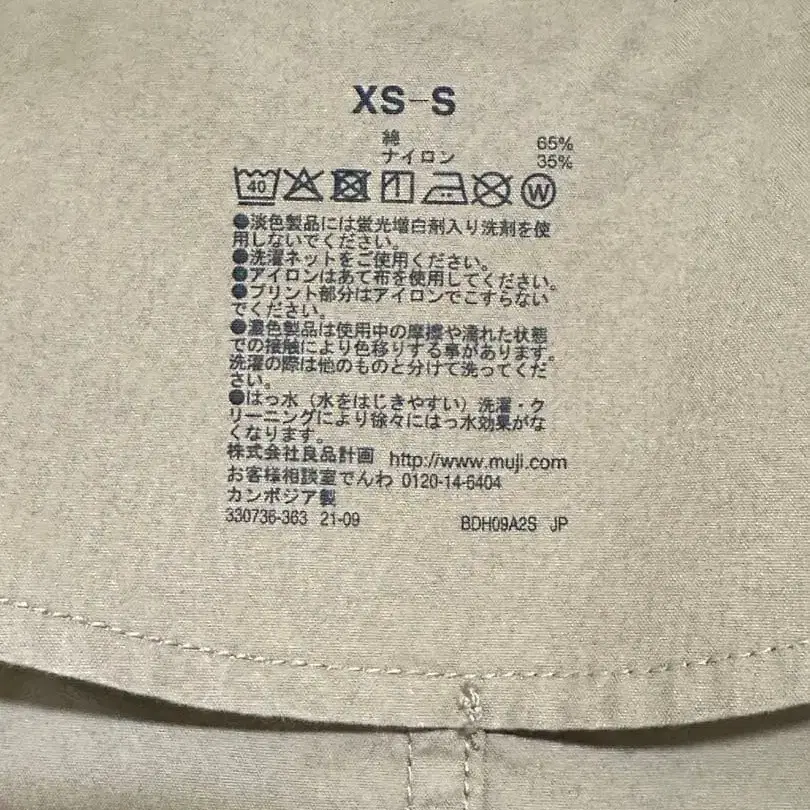 XS-S
綿 65%
ナイロン 35%
40 W
●淡色製品には蛍光増白剤入り洗剤を使
用しないでください。
●洗濯ネットをご使用ください。
●アイロンはあて布を使用してください。
●プリント部分はアイロンでこすらない
でください。
●濃色製品は使用中の摩擦や濡れた状態
での接触により色移りする事があります。
洗濯の際は他のものと分けて洗ってくだ
さい。
●はっ水（水をはじきやすい）洗濯・ク
リーニングにより徐々にはっ水効果がな
くなります。
株式会社良品計画 http://www.muji.com
お客様相談室でんわ 0120-14-6404
カンボジア製
330736-363 21-09 BDH09A2S JP